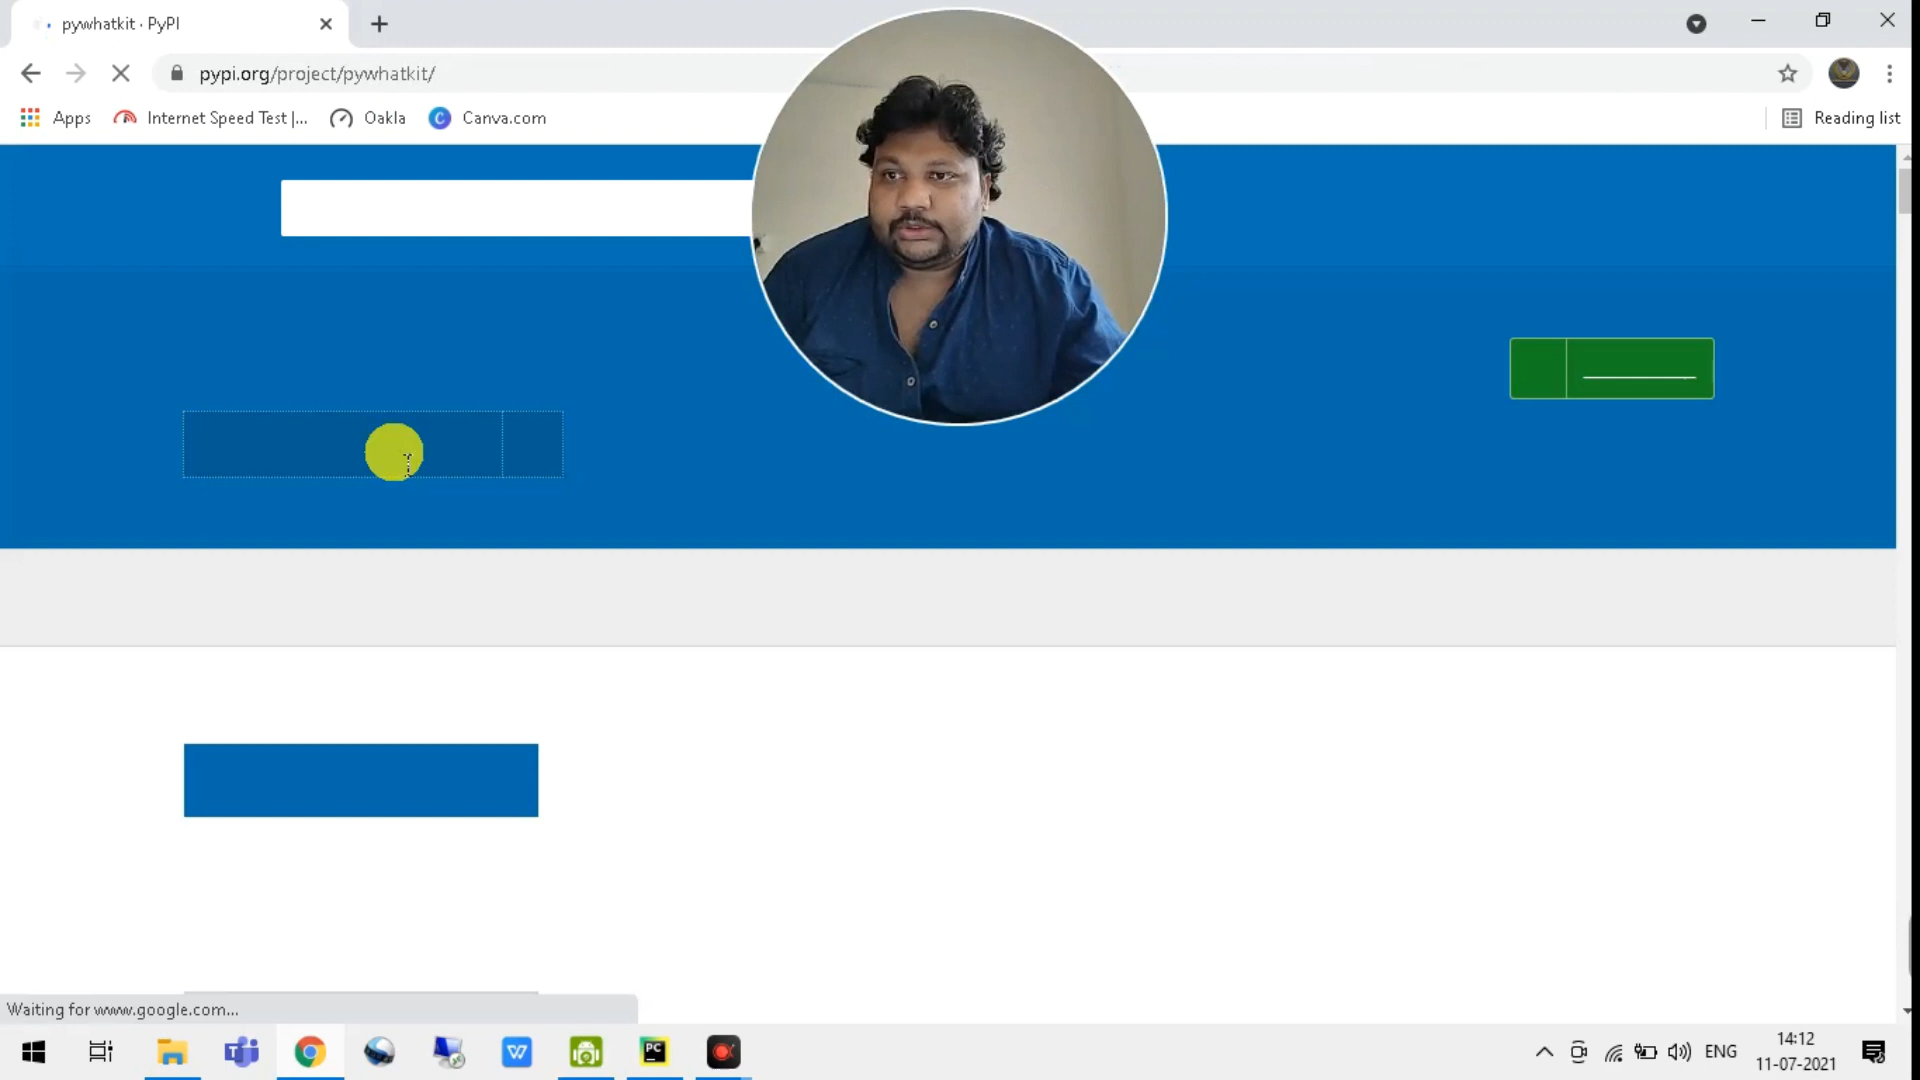 pywhatkit · PyPI
pypi.org/project/pywhatkit/
Apps
Internet Speed Test |...
Oakla
Canva.com
Reading list
Waiting for www.google.com...
ENG
14:12
11-07-2021